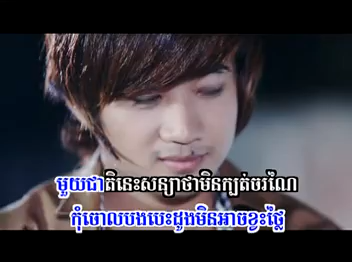 មួយជាតិនេះសន្យាថាមិនក្បត់ចរណៃ
កុំចោលបងបេះដូងមិនអាចខ្វះថ្លៃ